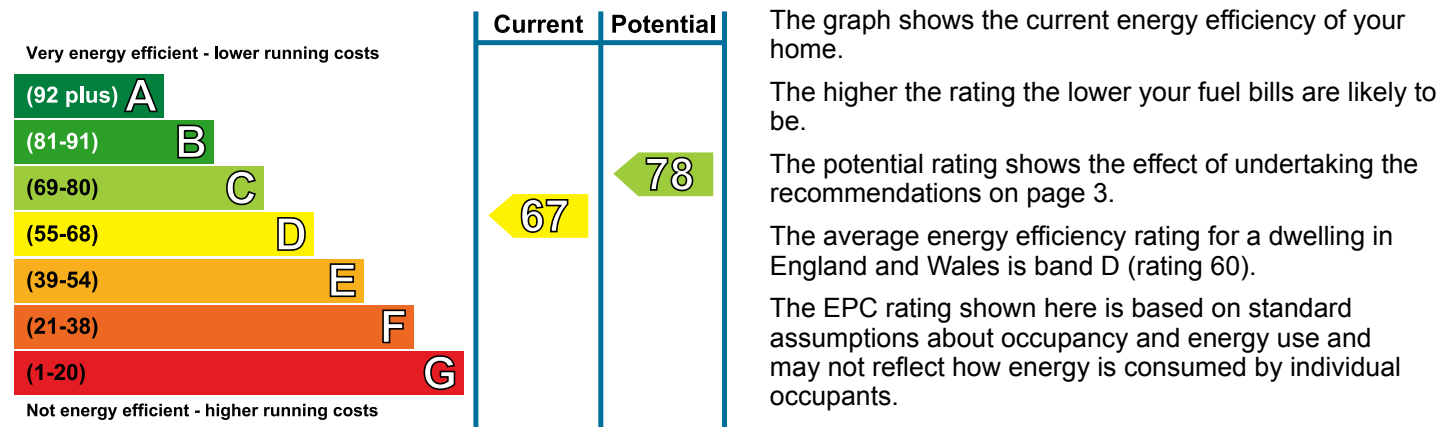 Current Potential
Very energy efficient - lower running costs
(92 plus) A
(81-91) B
(69-80) C
(55-68) D
(39-54) E
(21-38) F
(1-20) G
Not energy efficient - higher running costs
67
78
The graph shows the current energy efficiency of your
home.
The higher the rating the lower your fuel bills are likely to
be.
The potential rating shows the effect of undertaking the
recommendations on page 3.
The average energy efficiency rating for a dwelling in
England and Wales is band D (rating 60).
The EPC rating shown here is based on standard
assumptions about occupancy and energy use and
may not reflect how energy is consumed by individual
occupants.